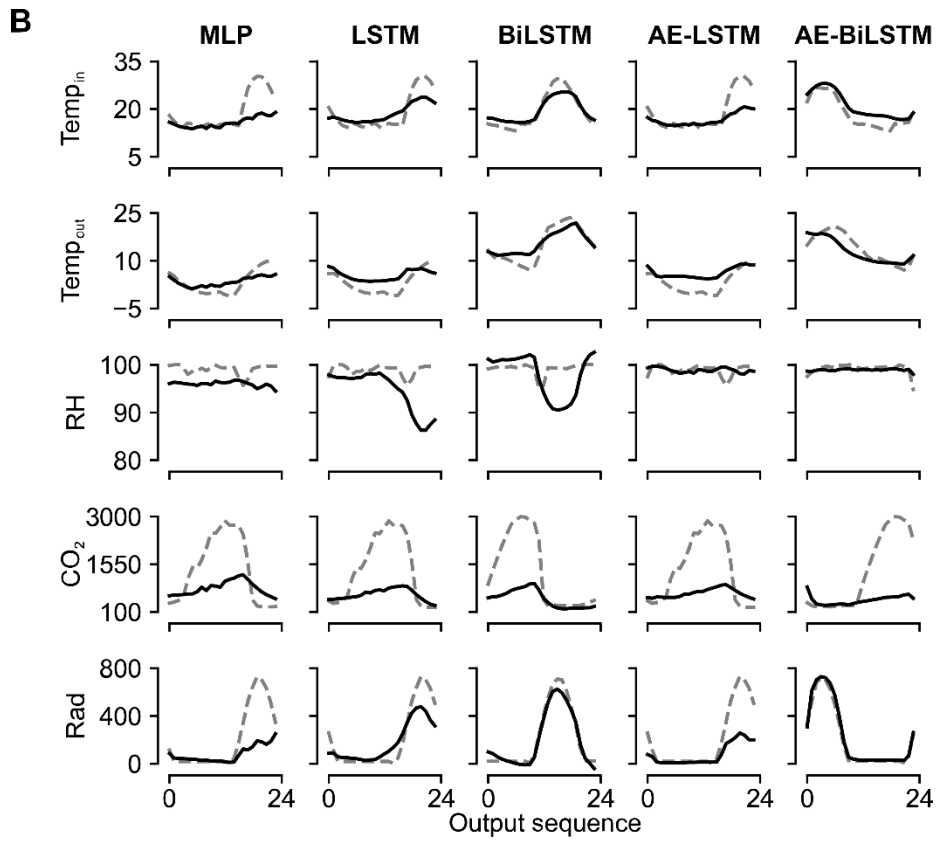 B
MLP LSTM BiLSTM AE-LSTM AE-BiLSTM
Temp_in 35 20 5
Temp_out 25 10 −5
RH 100 90 80
CO₂ 3000 1550 100
Rad 800 400 0
0 24 0 24 0 24 0 24 0 24
Output sequence